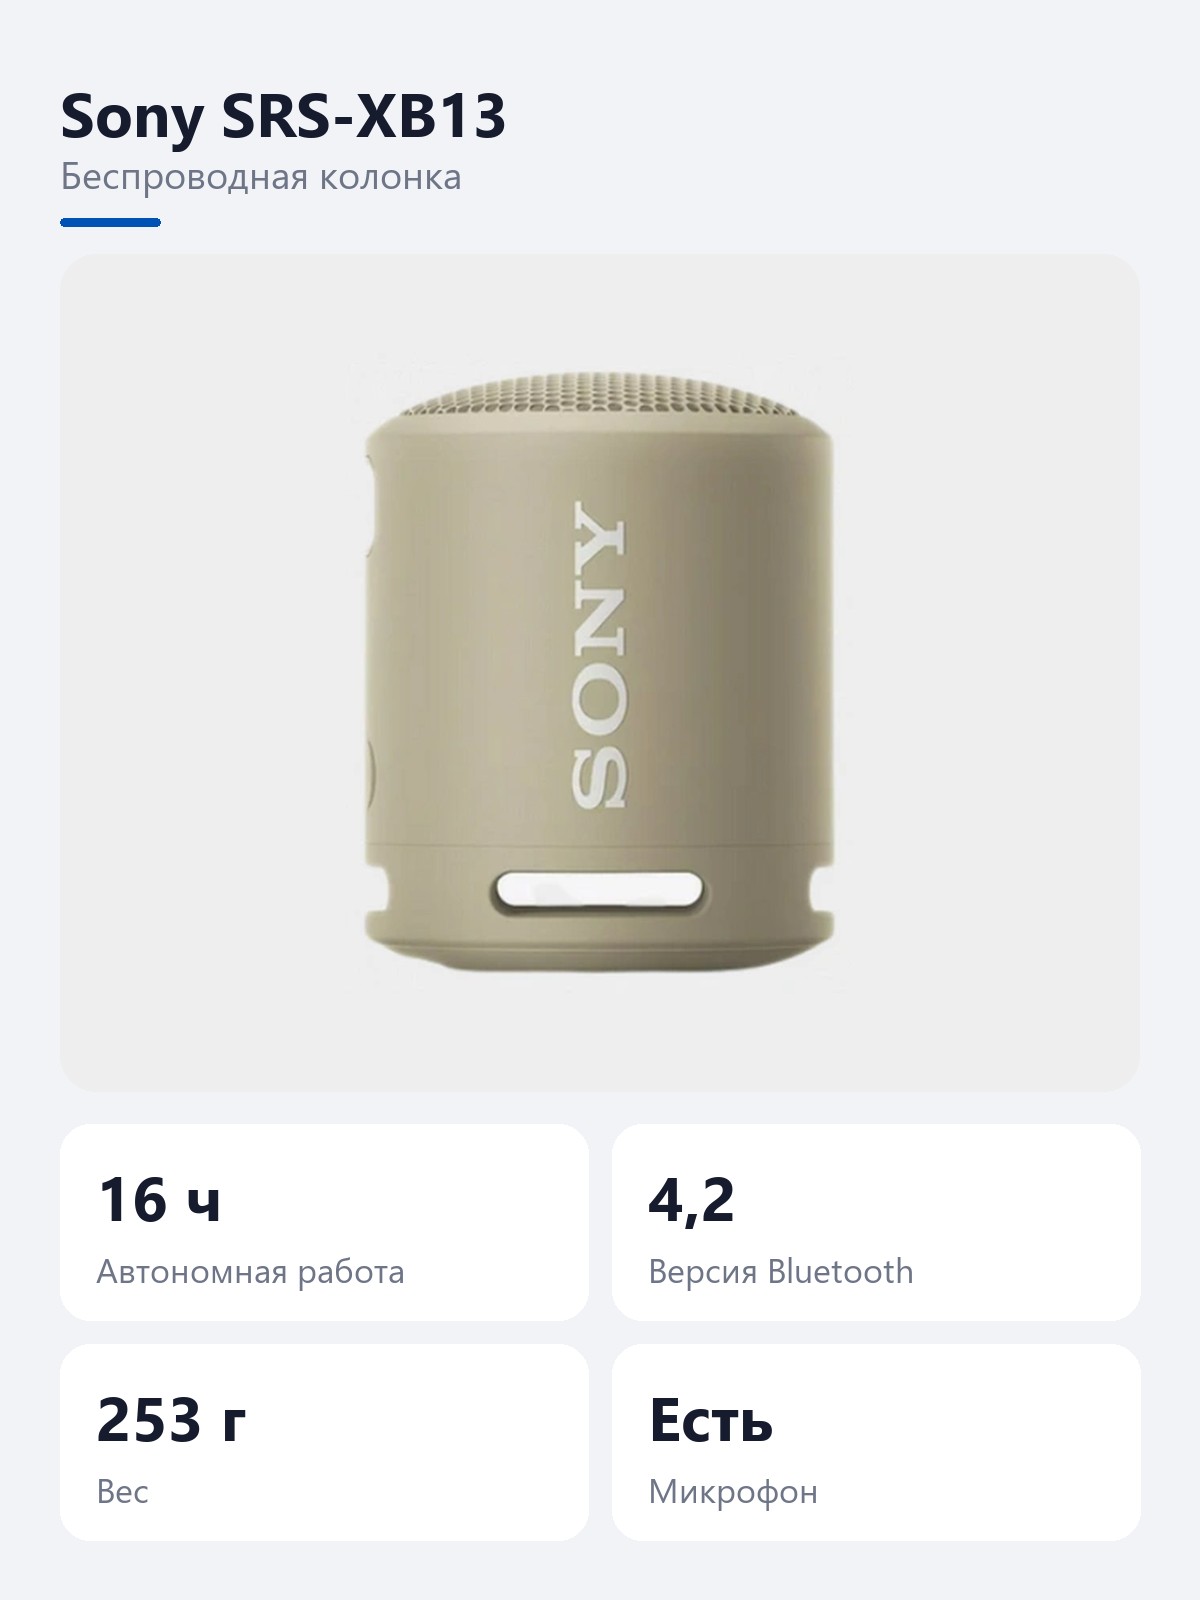 Sony SRS-XB13
Беспроводная колонка
SONY
16 ч
Автономная работа
4,2
Версия Bluetooth
253 г
Вес
Есть
Микрофон